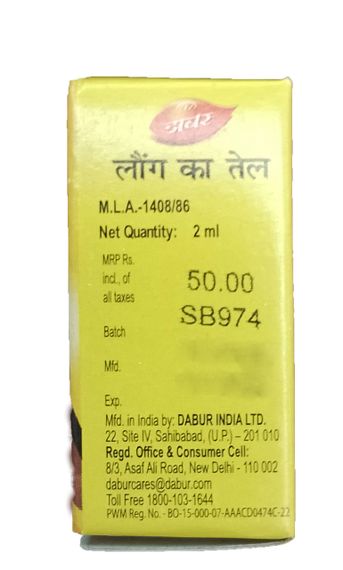 डाबर
लौंग का तेल
M.L.A.-1408/86
Net Quantity: 2 ml
MRP Rs.
incl., of 50.00
all taxes
SB974
Batch
Mfd.
Exp.
Mfd. in India by: DABUR INDIA LTD.
22, Site IV, Sahibabad, (U.P.) – 201 010
Regd. Office & Consumer Cell:
8/3, Asaf Ali Road, New Delhi - 110 002
daburcares@dabur.com
Toll Free 1800-103-1644
PWM Reg. No.- BO-15-000-07-AAACD0474C-22